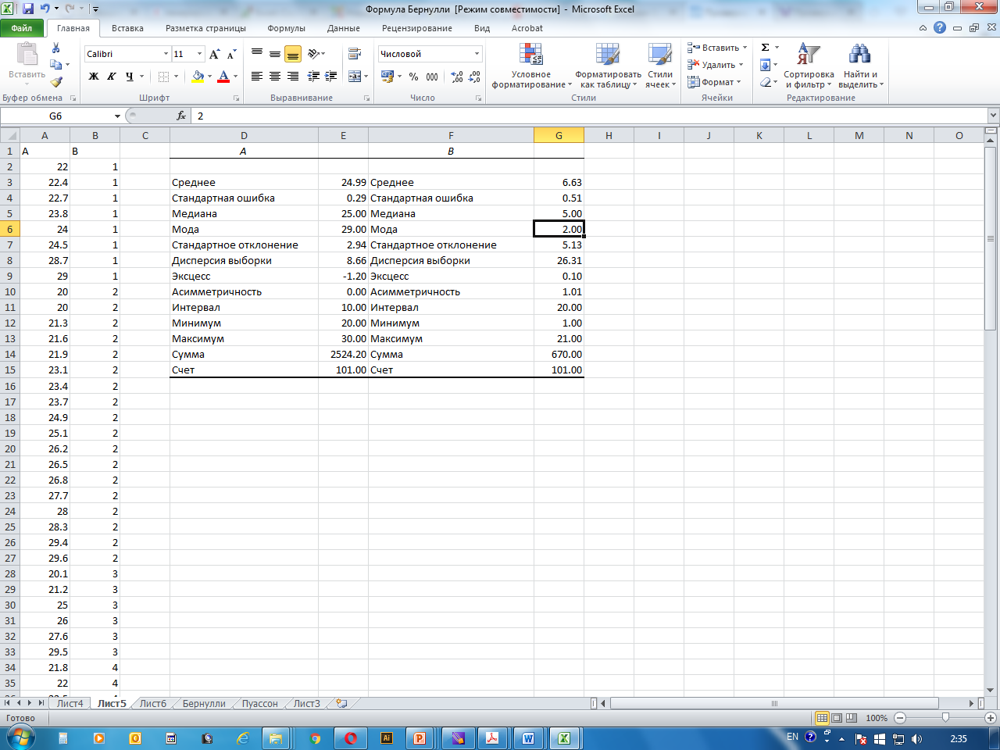 Формула Бернулли  [Режим совместимости]  -  Microsoft Excel
Файл Главная Вставка Разметка страницы Формулы Данные Рецензирование Вид Acrobat
Вставить
Буфер обмена
Calibri 11
Ж К Ч
Шрифт
Выравнивание
Числовой
% 000
Число
Условное форматирование
Форматировать как таблицу
Стили ячеек
Стили
Вставить
Удалить
Формат
Ячейки
Σ
Сортировка и фильтр
Найти и выделить
Редактирование
G6 fx 2
A B C D E F G H I J K L M N O
1 A B A B
2 22 1
3 22.4 1 Среднее 24.99 Среднее 6.63
4 22.7 1 Стандартная ошибка 0.29 Стандартная ошибка 0.51
5 23.8 1 Медиана 25.00 Медиана 5.00
6 24 1 Мода 29.00 Мода 2.00
7 24.5 1 Стандартное отклонение 2.94 Стандартное отклонение 5.13
8 28.7 1 Дисперсия выборки 8.66 Дисперсия выборки 26.31
9 29 1 Эксцесс -1.20 Эксцесс 0.10
10 20 2 Асимметричность 0.00 Асимметричность 1.01
11 20 2 Интервал 10.00 Интервал 20.00
12 21.3 2 Минимум 20.00 Минимум 1.00
13 21.6 2 Максимум 30.00 Максимум 21.00
14 21.9 2 Сумма 2524.20 Сумма 670.00
15 23.1 2 Счет 101.00 Счет 101.00
16 23.4 2
17 23.7 2
18 24.9 2
19 25.1 2
20 26.2 2
21 26.5 2
22 26.8 2
23 27.7 2
24 28 2
25 28.3 2
26 29.4 2
27 29.6 2
28 20.1 3
29 21.2 3
30 25 3
31 26 3
32 27.6 3
33 29.5 3
34 21.8 4
35 22 4
Лист4 Лист5 Лист6 Бернулли Пуассон Лист3
Готово 100%
EN 2:35